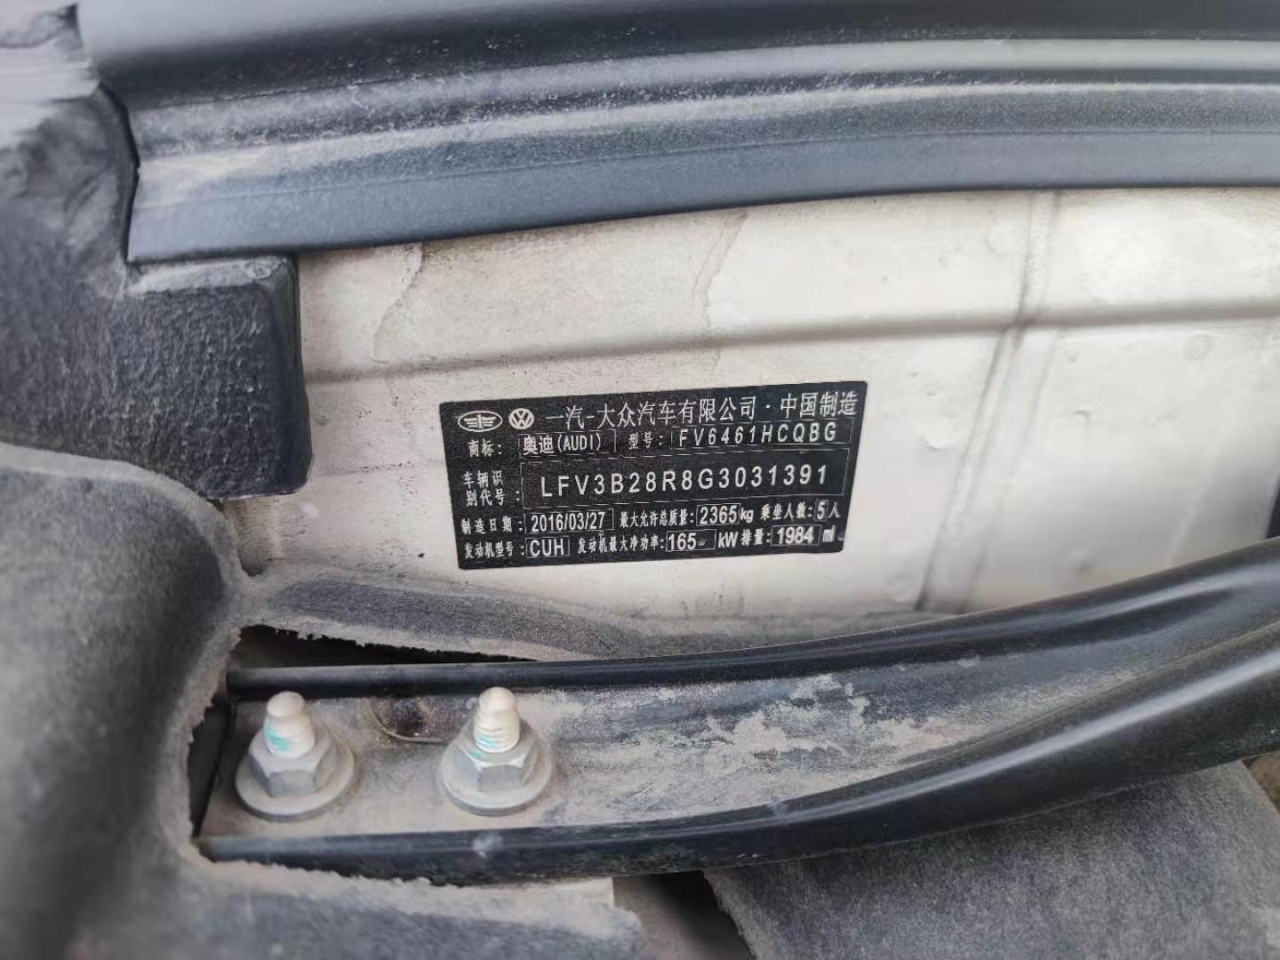 一汽-大众汽车有限公司·中国制造
商标: 奥迪(AUDI) 型号: FV6461HCQBG
车辆识别代号: LFV3B28R8G3031391
制造日期: 2016/03/27 最大允许总质量: 2365kg 乘坐人数: 5人
发动机型号: CUH 发动机最大净功率: 165 kW 排量: 1984 ml